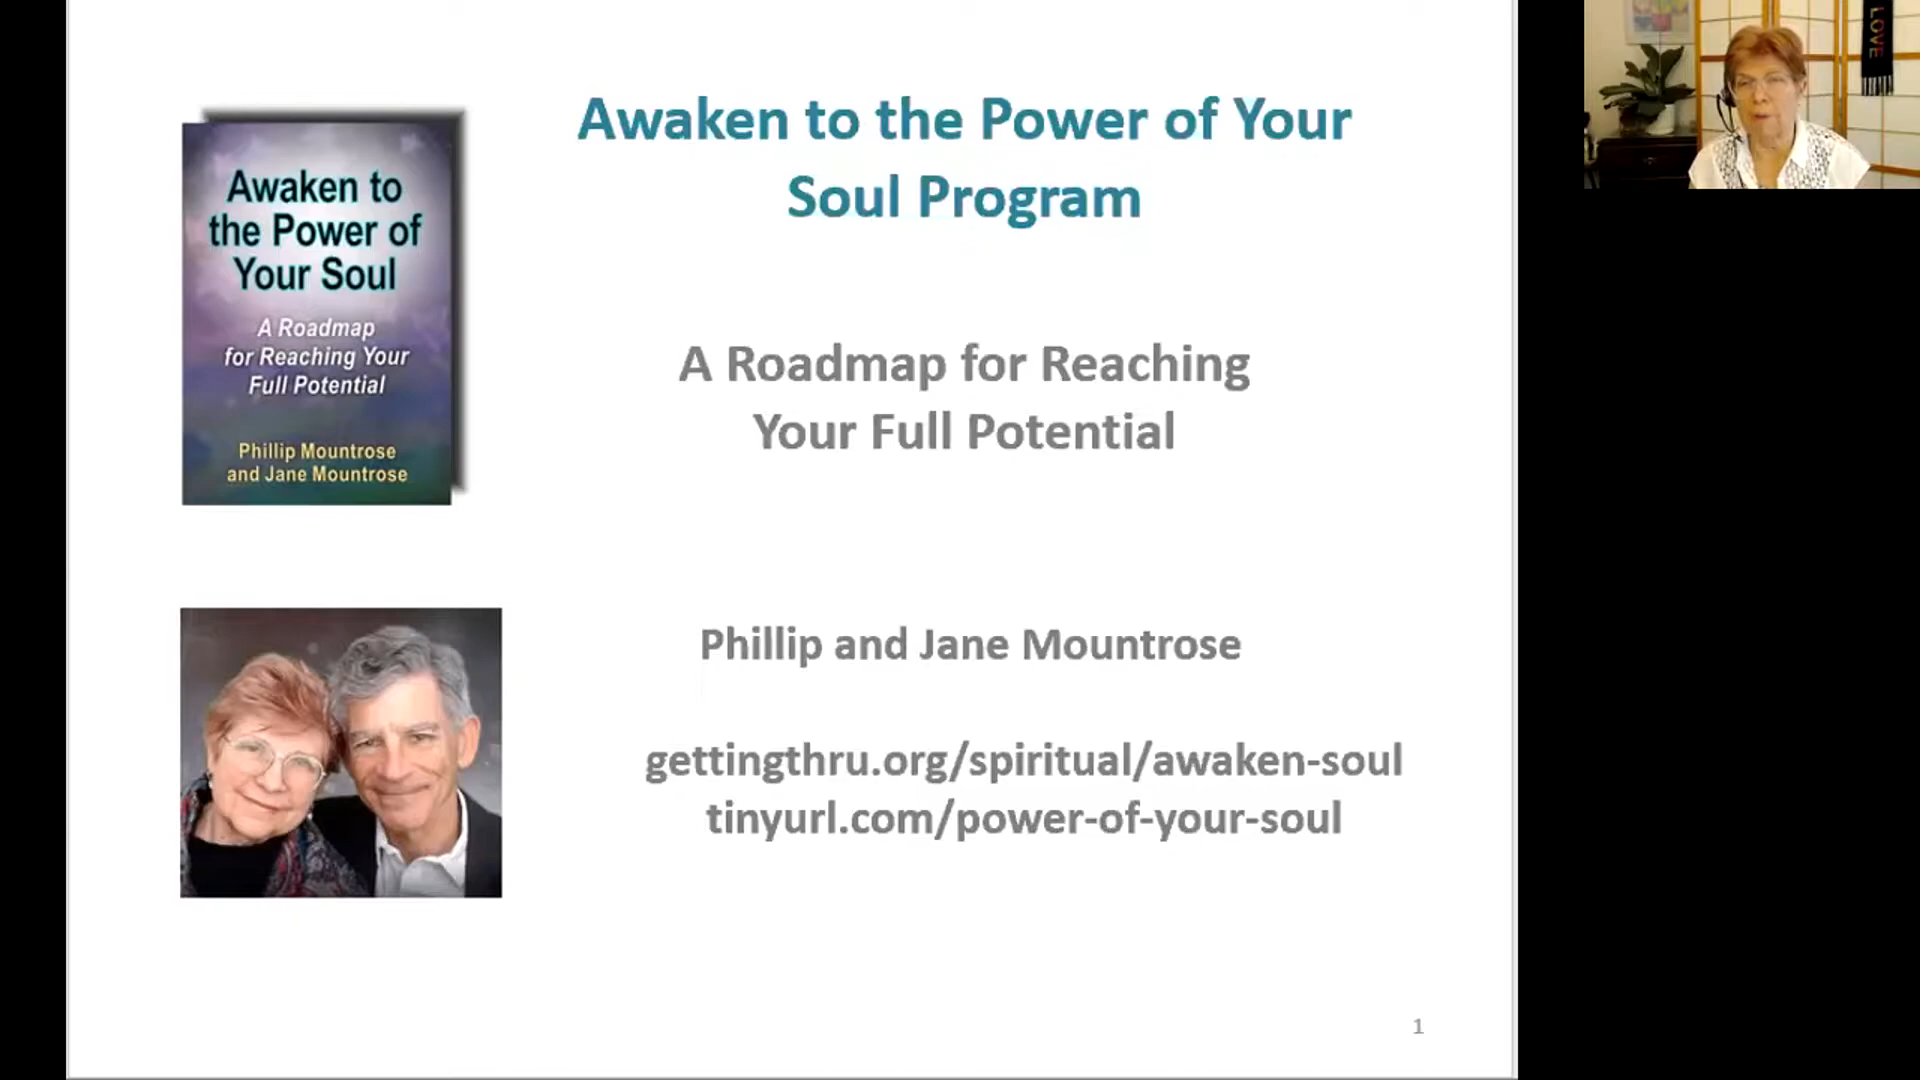 Awaken to the Power of Your
Soul Program
Awaken to
the Power of
Your Soul
A Roadmap
for Reaching Your
Full Potential
Phillip Mountrose
and Jane Mountrose
A Roadmap for Reaching
Your Full Potential
Phillip and Jane Mountrose
gettingthru.org/spiritual/awaken-soul
tinyurl.com/power-of-your-soul
1
LOVE